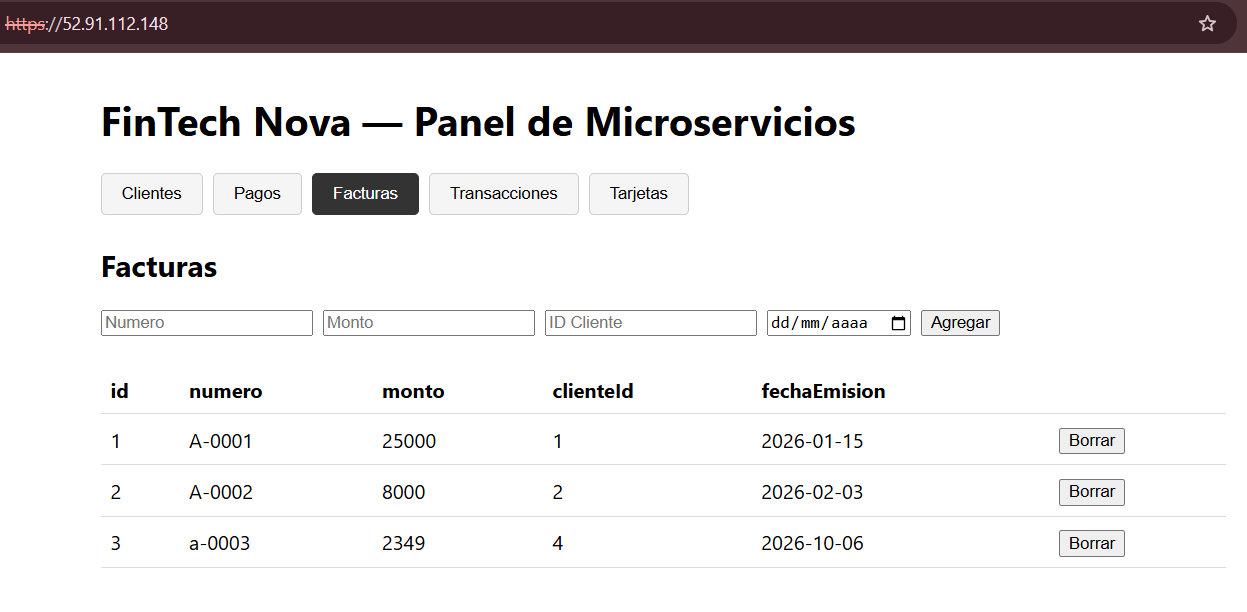 https://52.91.112.148
FinTech Nova — Panel de Microservicios
Clientes Pagos Facturas Transacciones Tarjetas
Facturas
Numero Monto ID Cliente dd/mm/aaaa Agregar
id numero monto clienteId fechaEmision
1 A-0001 25000 1 2026-01-15 Borrar
2 A-0002 8000 2 2026-02-03 Borrar
3 a-0003 2349 4 2026-10-06 Borrar